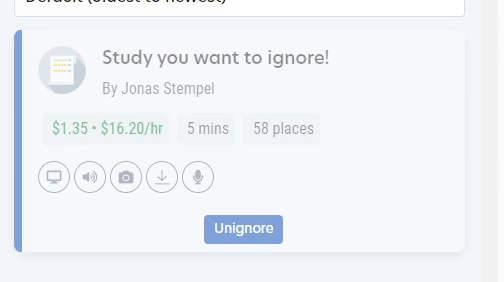 Default (oldest to newest)
Study you want to ignore!
By Jonas Stempel
$1.35 • $16.20/hr 5 mins 58 places
Unignore